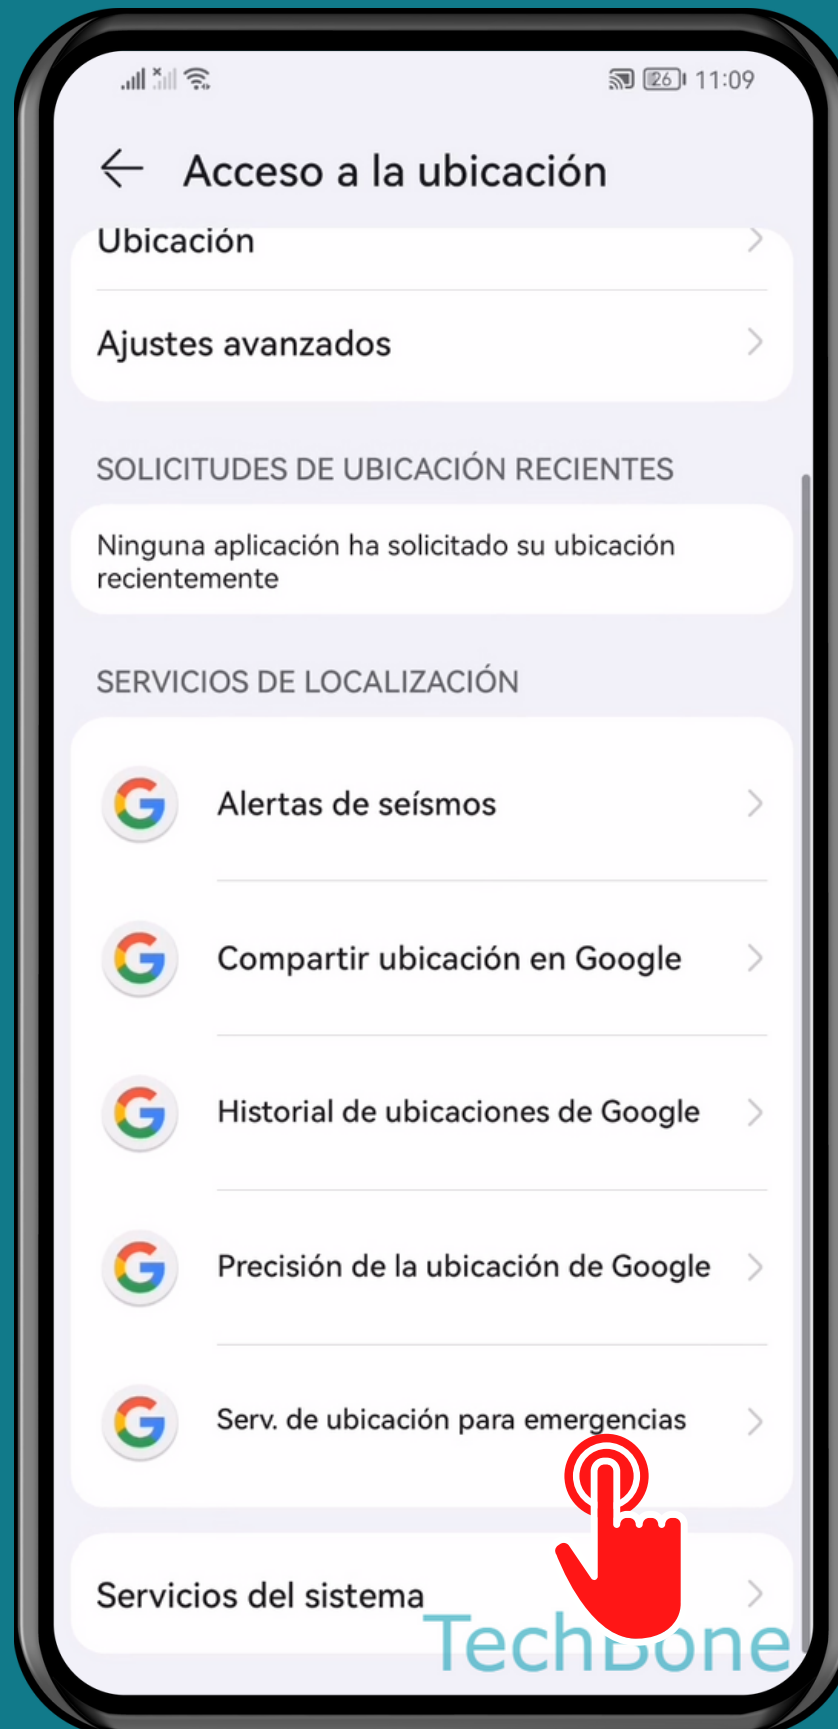 26 11:09
Acceso a la ubicación
Ubicación
Ajustes avanzados
SOLICITUDES DE UBICACIÓN RECIENTES
Ninguna aplicación ha solicitado su ubicación
recientemente
SERVICIOS DE LOCALIZACIÓN
Alertas de seísmos
Compartir ubicación en Google
Historial de ubicaciones de Google
Precisión de la ubicación de Google
Serv. de ubicación para emergencias
Servicios del sistema
TechBone